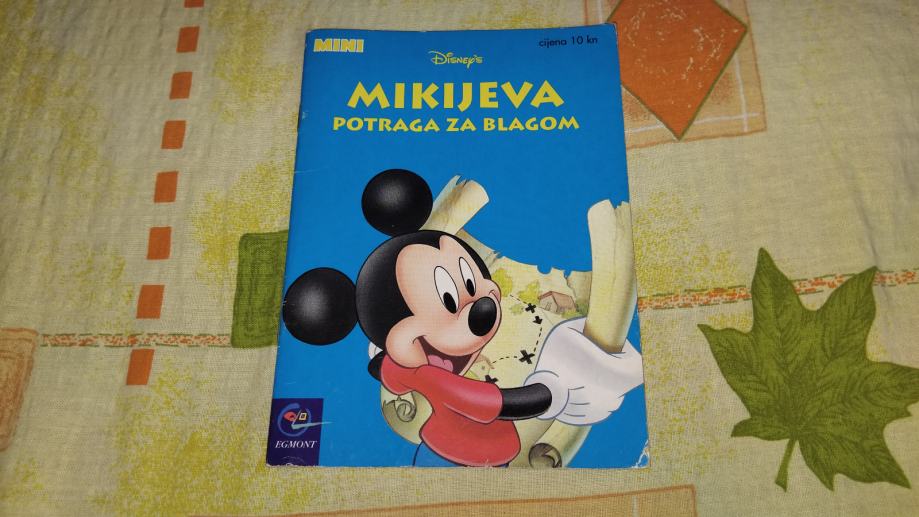 MINI
cijena 10 kn
Disney's
MIKIJEVA
POTRAGA ZA BLAGOM
EGMONT